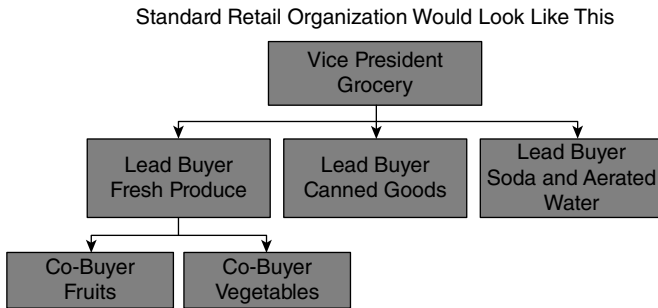 Standard Retail Organization Would Look Like This
Vice President
Grocery
Lead Buyer
Fresh Produce
Lead Buyer
Canned Goods
Lead Buyer
Soda and Aerated
Water
Co-Buyer
Fruits
Co-Buyer
Vegetables